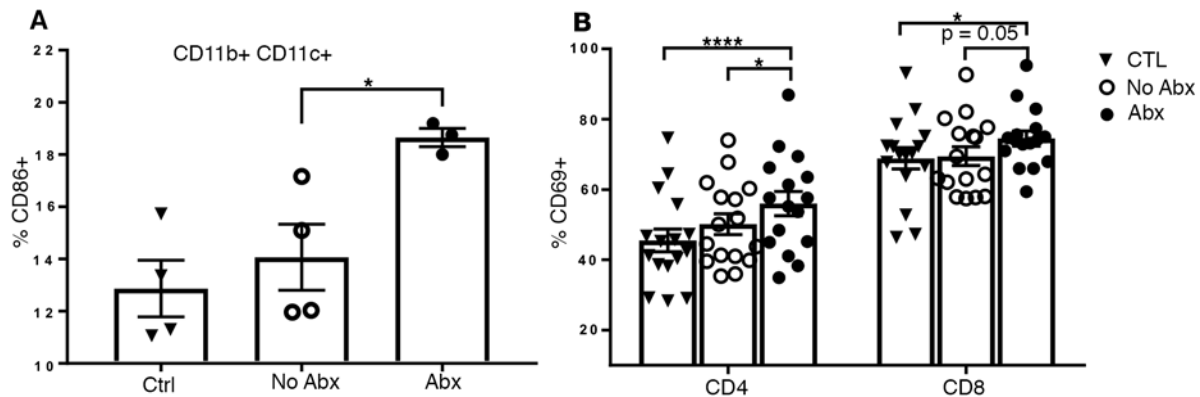 A
CD11b+ CD11c+
*
% CD86+
22
20
18
16
14
12
10
Ctrl
No Abx
Abx
B
*
p = 0.05
****
*
% CD69+
100
80
60
40
20
CD4
CD8
CTL
No Abx
Abx